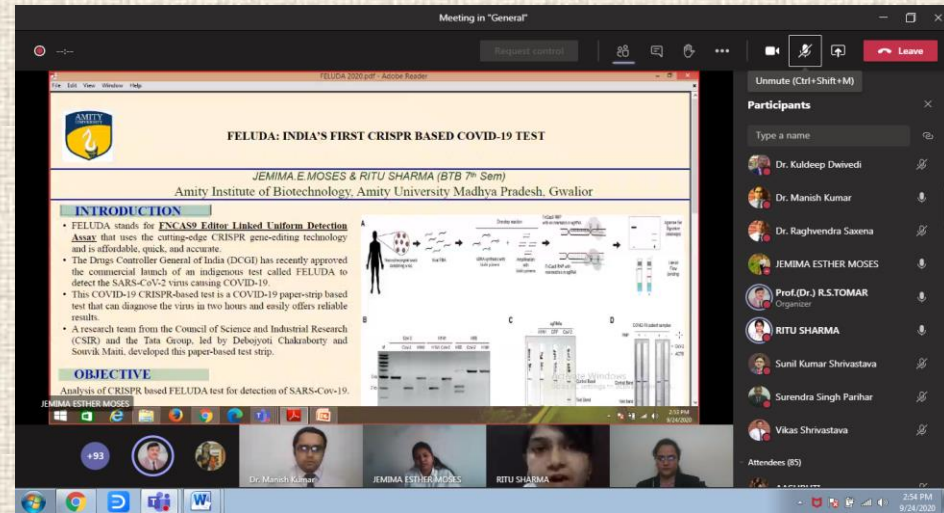 Meeting in "General"
--:--
Request control
Leave
Unmute (Ctrl+Shift+M)
FELUDA 2020.pdf - Adobe Reader
File Edit View Window Help
AMITY
UNIVERSITY
FELUDA: INDIA'S FIRST CRISPR BASED COVID-19 TEST
JEMIMA.E.MOSES & RITU SHARMA (BTB 7th Sem)
Amity Institute of Biotechnology, Amity University Madhya Pradesh, Gwalior
INTRODUCTION
• FELUDA stands for FNCAS9 Editor Linked Uniform Detection
Assay that uses the cutting-edge CRISPR gene-editing technology
and is affordable, quick, and accurate.
• The Drugs Controller General of India (DCGI) has recently approved
the commercial launch of an indigenous test called FELUDA to
detect the SARS-CoV-2 virus causing COVID-19.
• This COVID-19 CRISPR-based test is a COVID-19 paper-strip based
test that can diagnose the virus in two hours and easily offers reliable
results.
• A research team from the Council of Science and Industrial Research
(CSIR) and the Tata Group, led by Debojyoti Chakraborty and
Souvik Maiti, developed this paper-based test strip.
OBJECTIVE
Analysis of CRISPR based FELUDA test for detection of SARS-Cov-19.
A
B
C
D
Activate Windows
JEMIMA ESTHER MOSES
2:53 PM
9/24/2020
Participants
Type a name
Dr. Kuldeep Dwivedi
Dr. Manish Kumar
Dr. Raghvendra Saxena
JEMIMA ESTHER MOSES
Prof.(Dr.) R.S.TOMAR
Organizer
RITU SHARMA
Sunil Kumar Shrivastava
Surendra Singh Parihar
Vikas Shrivastava
Attendees (85)
+93
Dr. Manish Kumar
JEMIMA ESTHER MOSES
RITU SHARMA
2:54 PM
9/24/2020